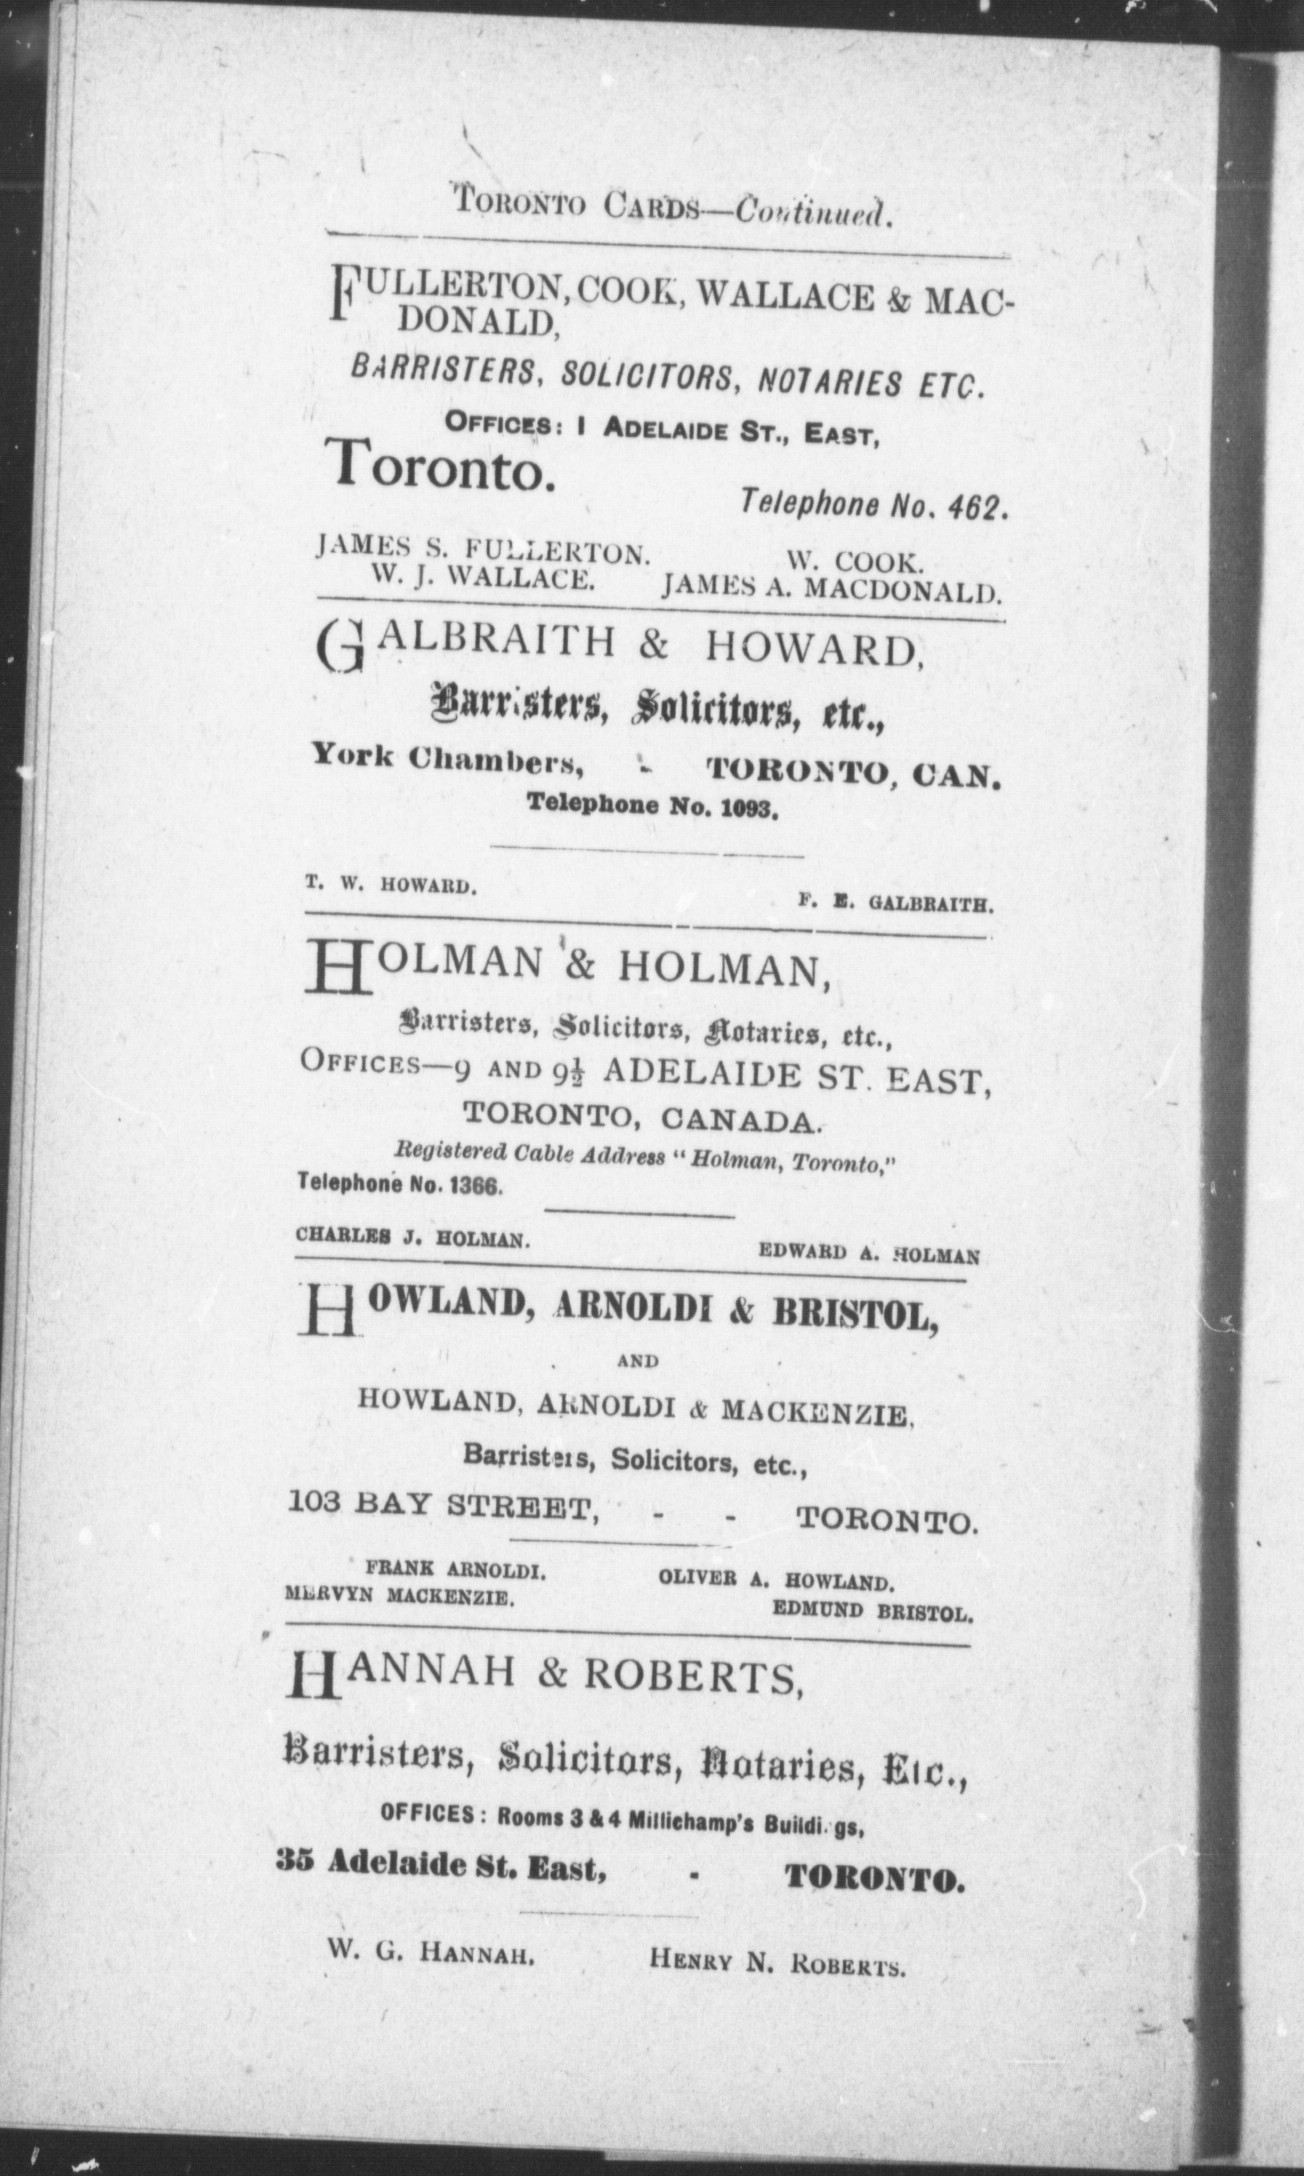 TORONTO CARDS—Continued.
FULLERTON, COOK, WALLACE & MAC-
DONALD,
BARRISTERS, SOLICITORS, NOTARIES ETC.
OFFICES: 1 ADELAIDE ST., EAST,
Toronto.
Telephone No. 462.
JAMES S. FULLERTON. W. COOK.
W. J. WALLACE. JAMES A. MACDONALD.
GALBRAITH & HOWARD,
Barristers, Solicitors, etc.,
York Chambers, - TORONTO, CAN.
Telephone No. 1093.
T. W. HOWARD. F. E. GALBRAITH.
HOLMAN & HOLMAN,
Barristers, Solicitors, Notaries, etc.,
OFFICES—9 AND 9½ ADELAIDE ST. EAST,
TORONTO, CANADA.
Registered Cable Address "Holman, Toronto,"
Telephone No. 1366.
CHARLES J. HOLMAN. EDWARD A. HOLMAN
HOWLAND, ARNOLDI & BRISTOL,
AND
HOWLAND, ARNOLDI & MACKENZIE,
Barristers, Solicitors, etc.,
103 BAY STREET, - - TORONTO.
FRANK ARNOLDI. OLIVER A. HOWLAND.
MERVYN MACKENZIE. EDMUND BRISTOL.
HANNAH & ROBERTS,
Barristers, Solicitors, Notaries, Etc.,
OFFICES: Rooms 3 & 4 Millichamp's Buildings,
35 Adelaide St. East, - TORONTO.
W. G. HANNAH. HENRY N. ROBERTS.